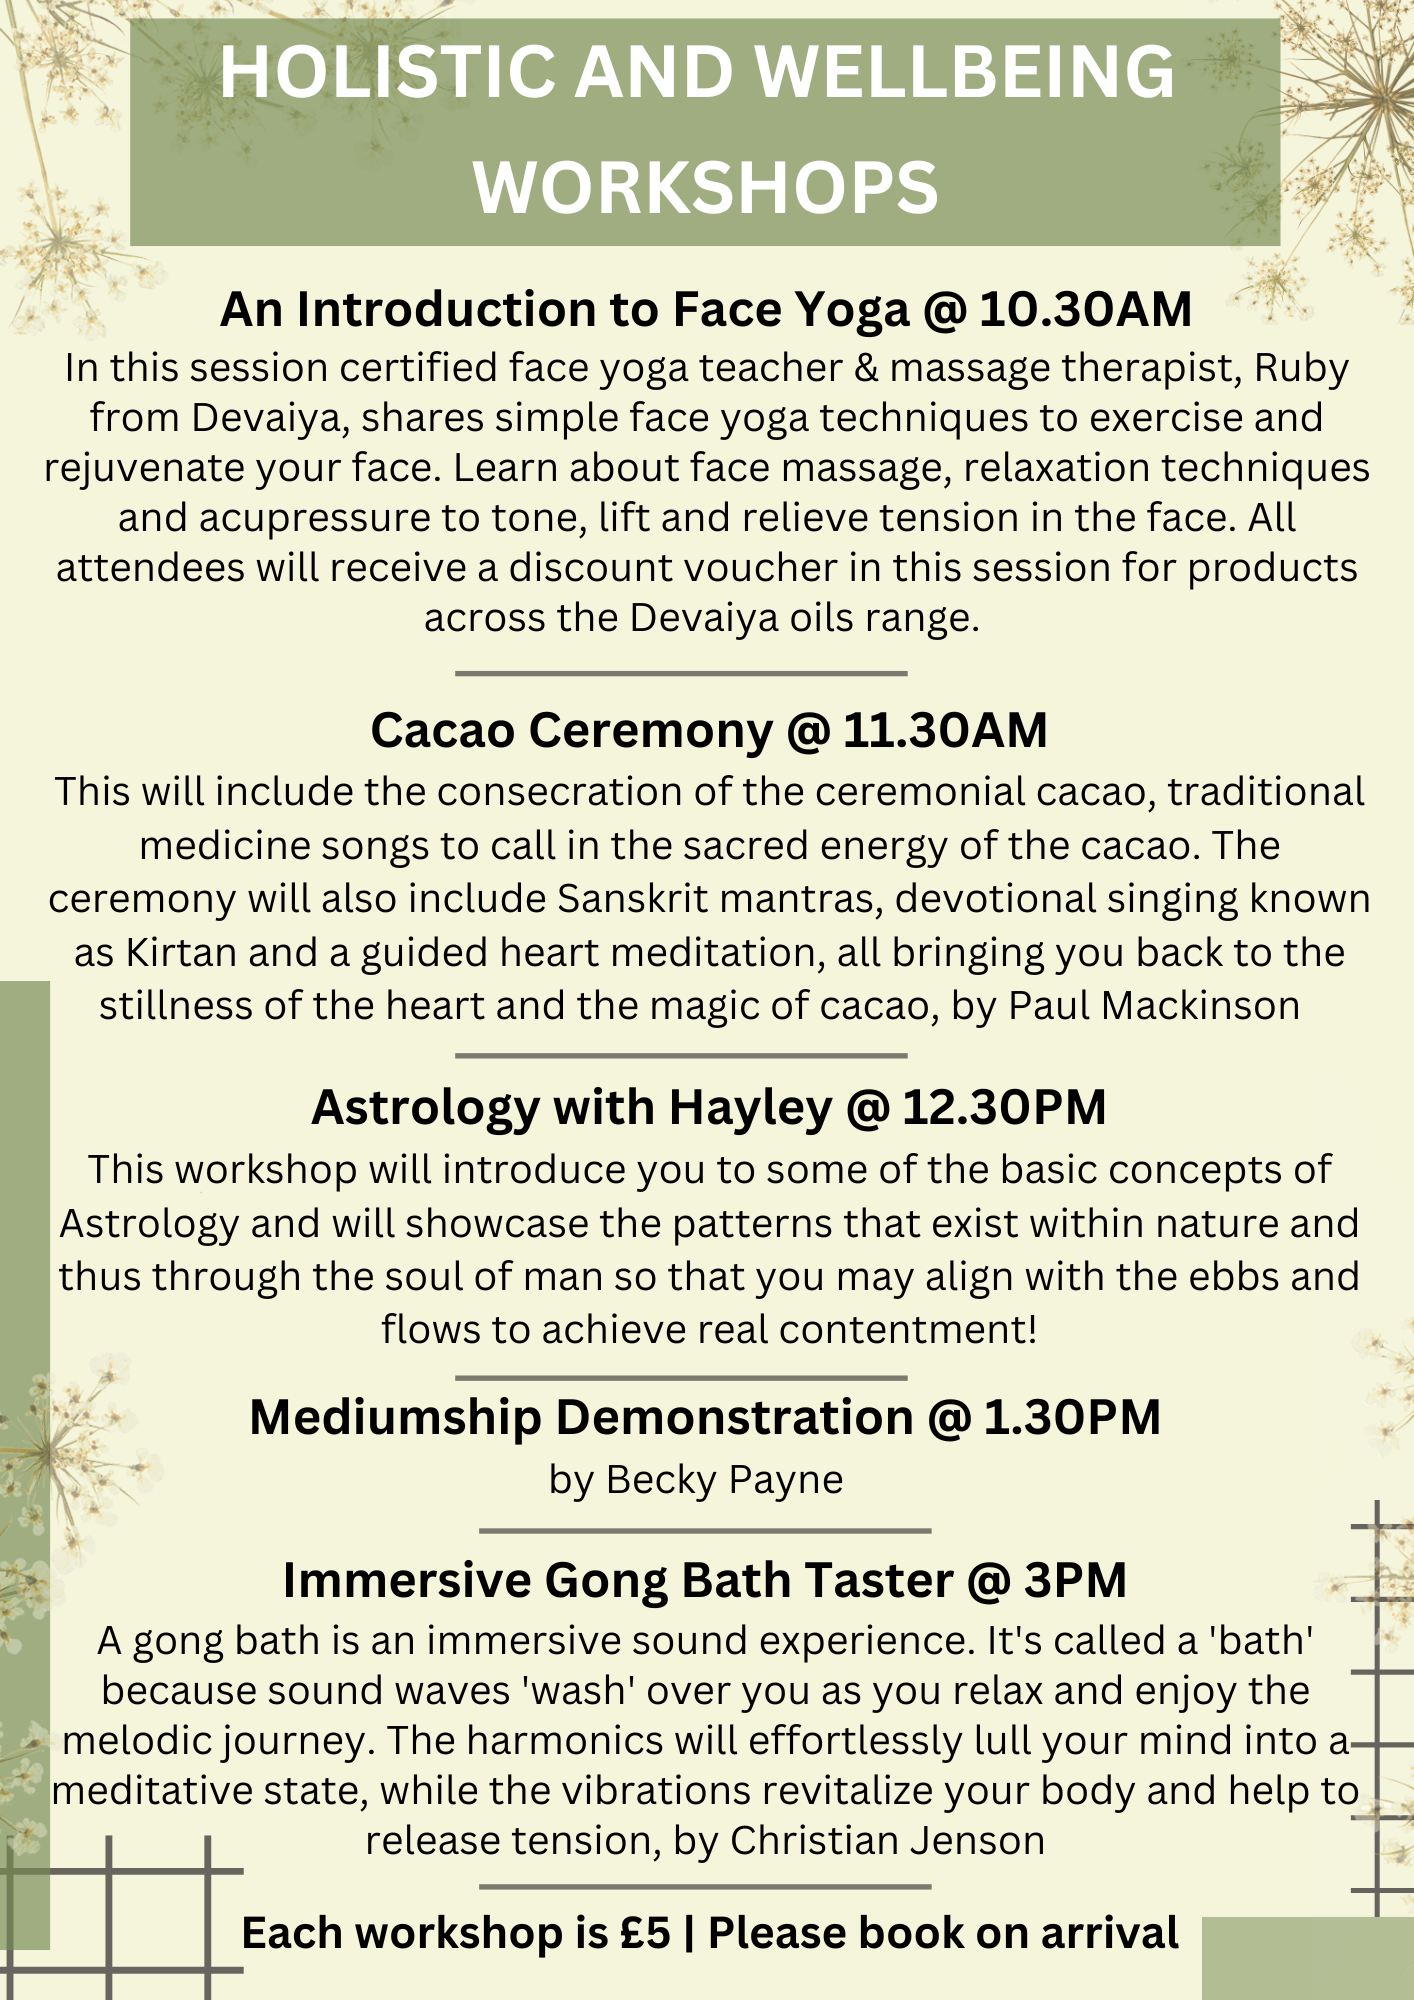 HOLISTIC AND WELLBEING
WORKSHOPS
An Introduction to Face Yoga @ 10.30AM
In this session certified face yoga teacher & massage therapist, Ruby
from Devaiya, shares simple face yoga techniques to exercise and
rejuvenate your face. Learn about face massage, relaxation techniques
and acupressure to tone, lift and relieve tension in the face. All
attendees will receive a discount voucher in this session for products
across the Devaiya oils range.
Cacao Ceremony @ 11.30AM
This will include the consecration of the ceremonial cacao, traditional
medicine songs to call in the sacred energy of the cacao. The
ceremony will also include Sanskrit mantras, devotional singing known
as Kirtan and a guided heart meditation, all bringing you back to the
stillness of the heart and the magic of cacao, by Paul Mackinson
Astrology with Hayley @ 12.30PM
This workshop will introduce you to some of the basic concepts of
Astrology and will showcase the patterns that exist within nature and
thus through the soul of man so that you may align with the ebbs and
flows to achieve real contentment!
Mediumship Demonstration @ 1.30PM
by Becky Payne
Immersive Gong Bath Taster @ 3PM
A gong bath is an immersive sound experience. It's called a 'bath'
because sound waves 'wash' over you as you relax and enjoy the
melodic journey. The harmonics will effortlessly lull your mind into a
meditative state, while the vibrations revitalize your body and help to
release tension, by Christian Jenson
Each workshop is £5 | Please book on arrival